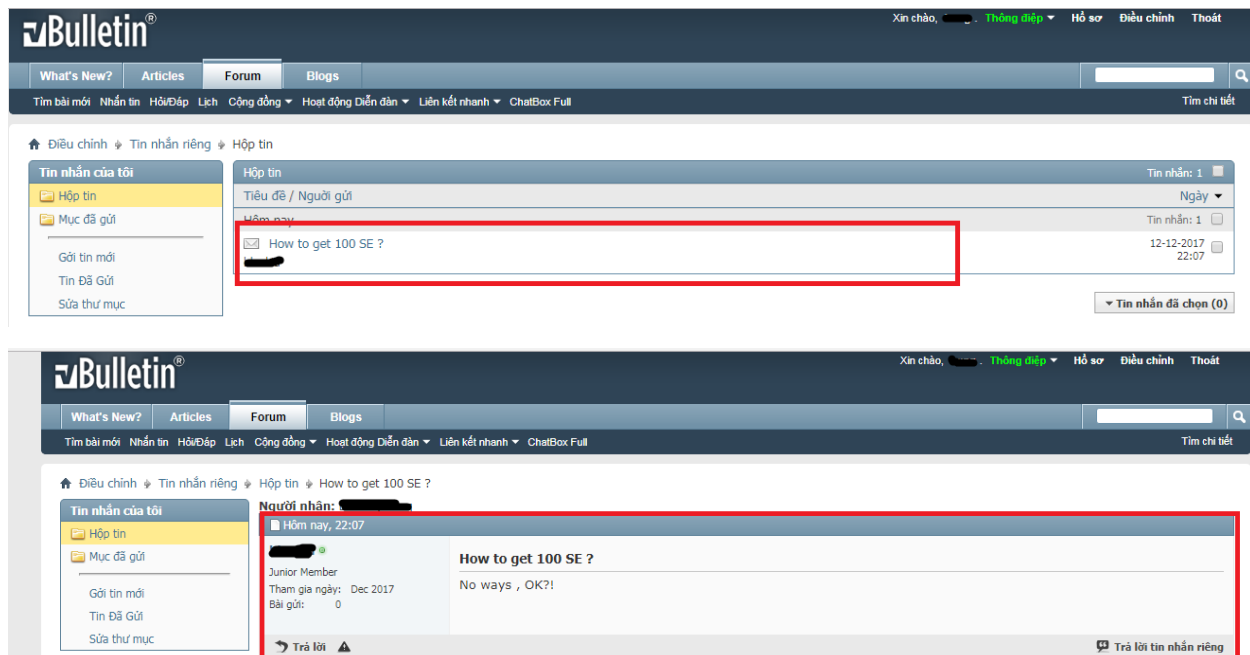 vBulletin®
Xin chào, . Thông điệp Hồ sơ Điều chỉnh Thoát
What's New? Articles Forum Blogs
Tìm bài mới Nhắn tin Hỏi/Đáp Lịch Cộng đồng Hoạt động Diễn đàn Liên kết nhanh ChatBox Full Tìm chi tiết
Điều chỉnh Tin nhắn riêng Hộp tin
Tin nhắn của tôi
Hộp tin
Mục đã gửi
Gởi tin mới
Tin Đã Gửi
Sửa thư mục
Hộp tin Tin nhắn: 1
Tiêu đề / Người gửi Ngày
Hôm nay Tin nhắn: 1
How to get 100 SE ? 12-12-2017
22:07
Tin nhắn đã chọn (0)
vBulletin®
Xin chào, . Thông điệp Hồ sơ Điều chỉnh Thoát
What's New? Articles Forum Blogs
Tìm bài mới Nhắn tin Hỏi/Đáp Lịch Cộng đồng Hoạt động Diễn đàn Liên kết nhanh ChatBox Full Tìm chi tiết
Điều chỉnh Tin nhắn riêng Hộp tin How to get 100 SE ?
Tin nhắn của tôi
Hộp tin
Mục đã gửi
Gởi tin mới
Tin Đã Gửi
Sửa thư mục
Người nhận:
Hôm nay, 22:07
Junior Member
Tham gia ngày: Dec 2017
Bài gửi: 0
How to get 100 SE ?
No ways , OK?!
Trả lời Trả lời tin nhắn riêng